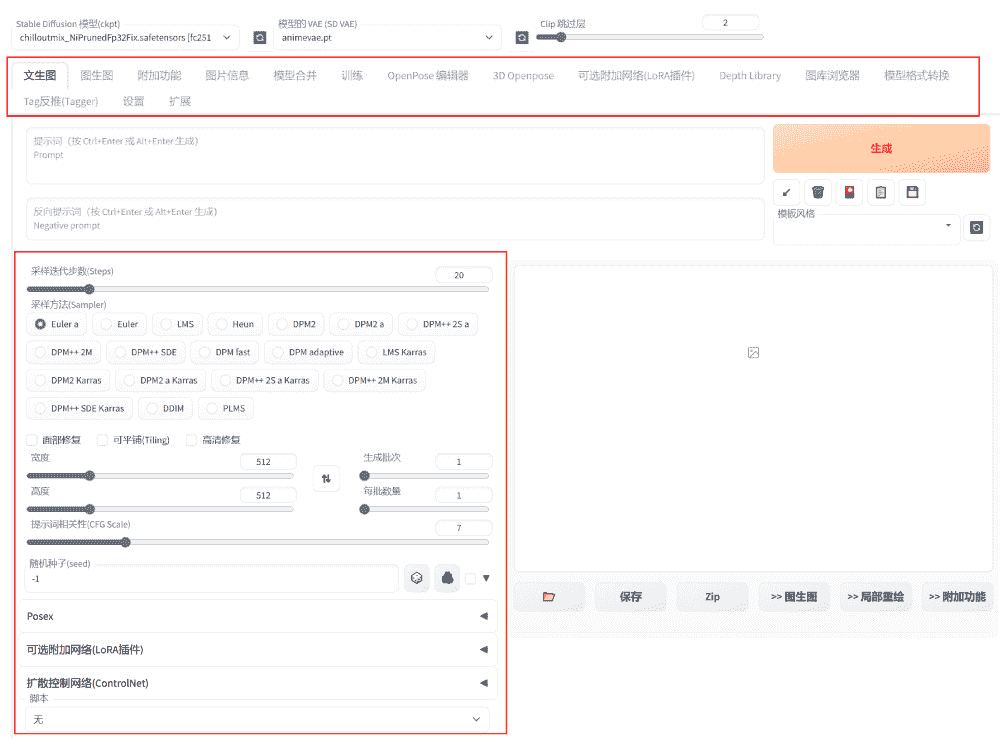 Stable Diffusion 模型(ckpt) 模型的 VAE (SD VAE) Clip 跳过层 2
chilloutmix_NiPrunedFp32Fix.safetensors [fc251 animevae.pt
文生图 图生图 附加功能 图片信息 模型合并 训练 OpenPose 编辑器 3D Openpose 可选附加网络(LoRA插件) Depth Library 图库浏览器 模型格式转换
Tag反推(Tagger) 设置 扩展
提示词（按 Ctrl+Enter 或 Alt+Enter 生成）
Prompt
生成
反向提示词（按 Ctrl+Enter 或 Alt+Enter 生成）
Negative prompt
模板风格
采样迭代步数(Steps) 20
采样方法(Sampler)
Euler a Euler LMS Heun DPM2 DPM2 a DPM++ 2S a
DPM++ 2M DPM++ SDE DPM fast DPM adaptive LMS Karras
DPM2 Karras DPM2 a Karras DPM++ 2S a Karras DPM++ 2M Karras
DPM++ SDE Karras DDIM PLMS
面部修复 可平铺(Tiling) 高清修复
宽度 512 生成批次 1
高度 512 每批数量 1
提示词相关性(CFG Scale) 7
随机种子(seed)
-1
Posex
可选附加网络(LoRA插件)
扩散控制网络(ControlNet)
脚本
无
保存 Zip >> 图生图 >> 局部重绘 >> 附加功能